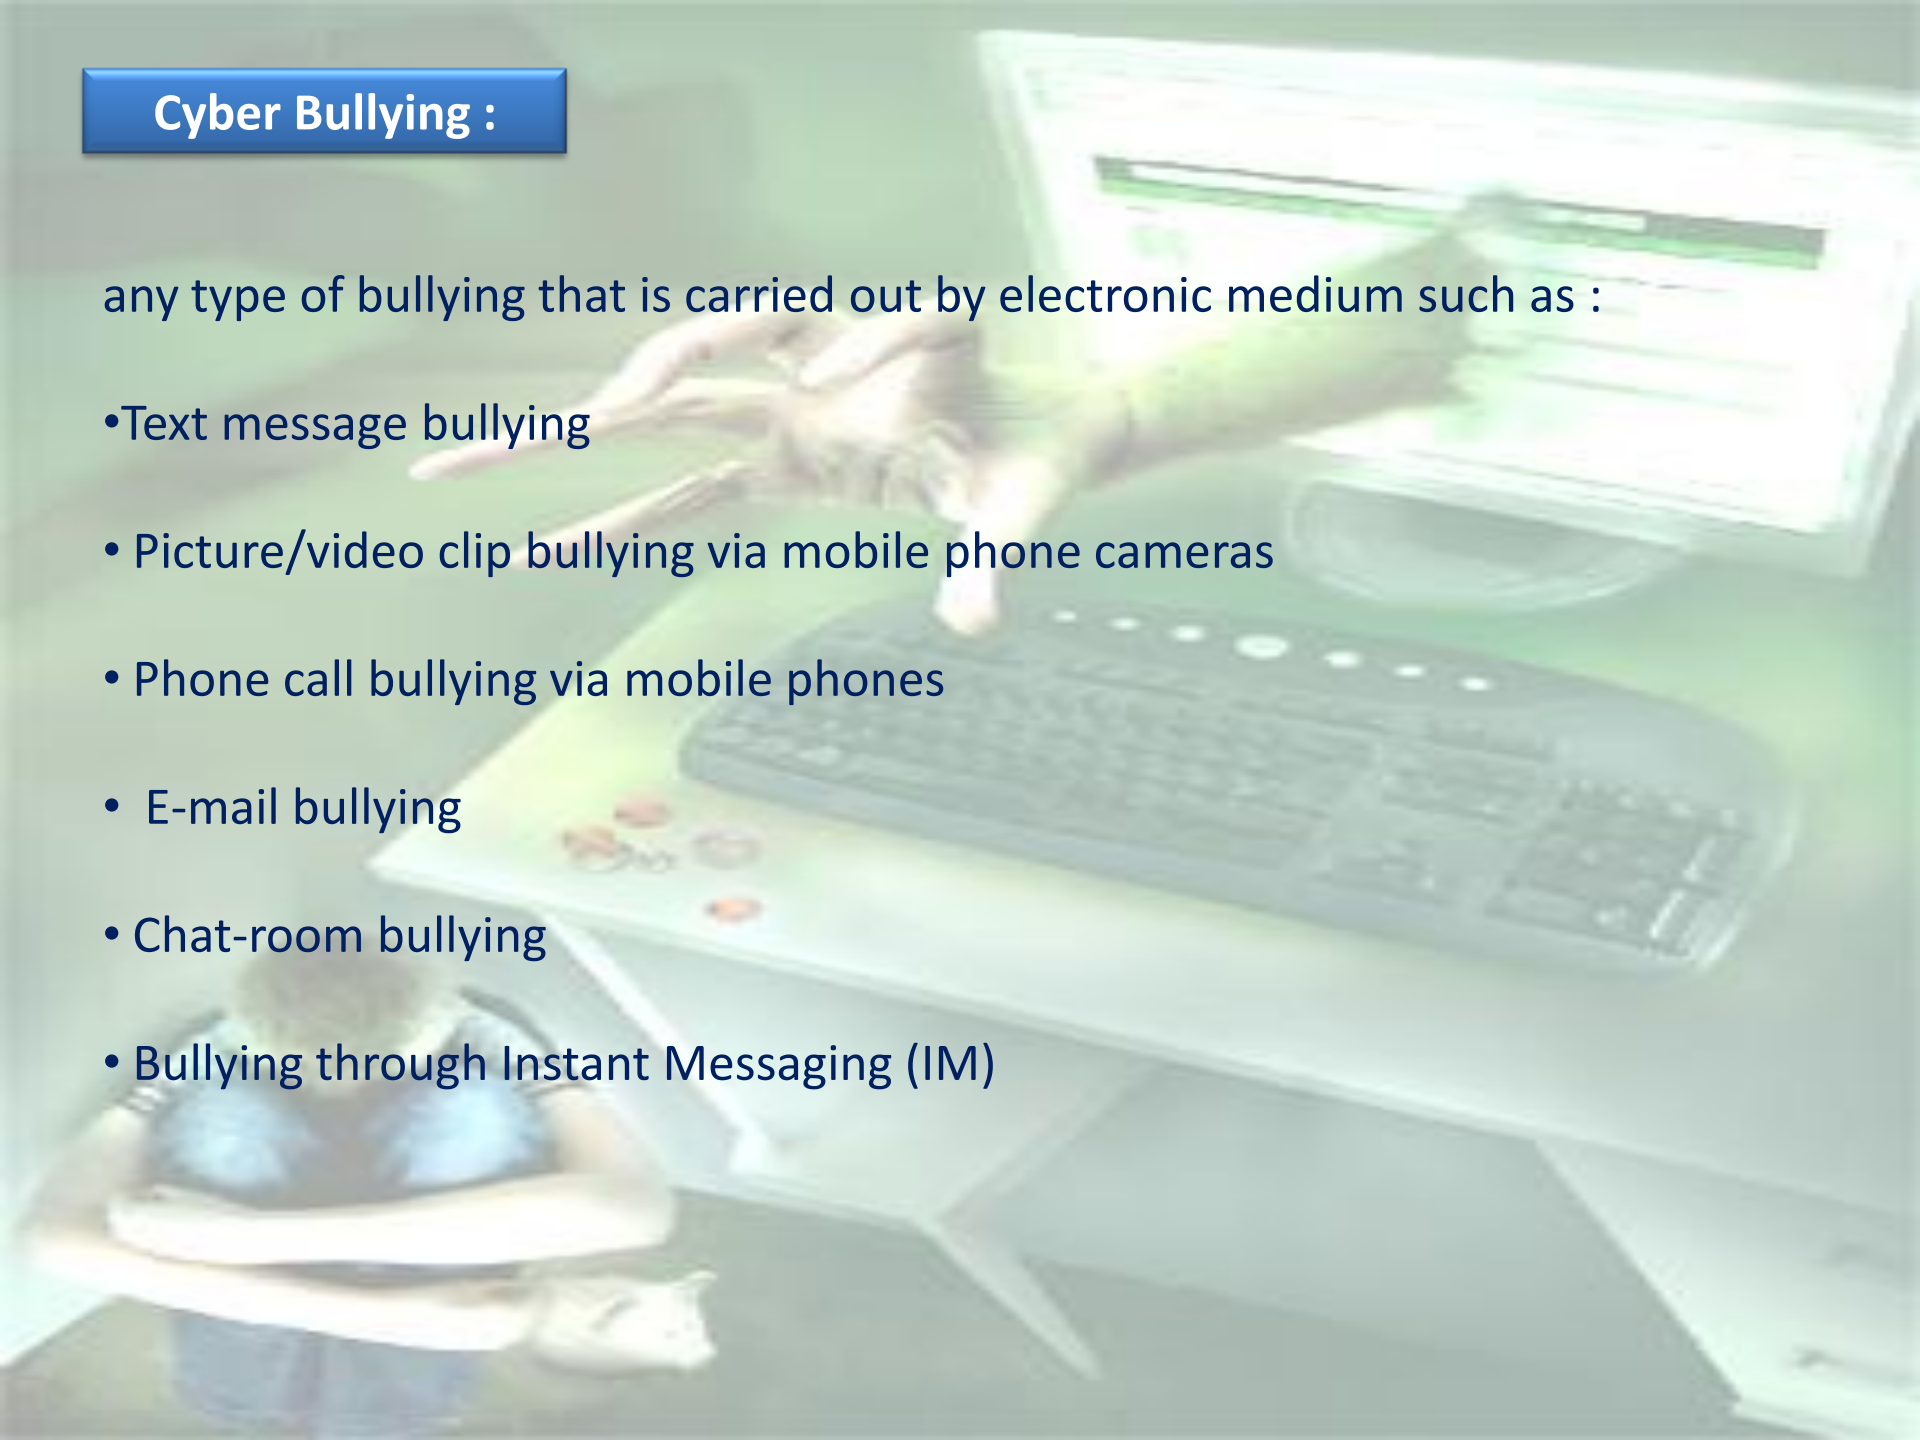 Cyber Bullying :
any type of bullying that is carried out by electronic medium such as :
•Text message bullying
• Picture/video clip bullying via mobile phone cameras
• Phone call bullying via mobile phones
•  E-mail bullying
• Chat-room bullying
• Bullying through Instant Messaging (IM)